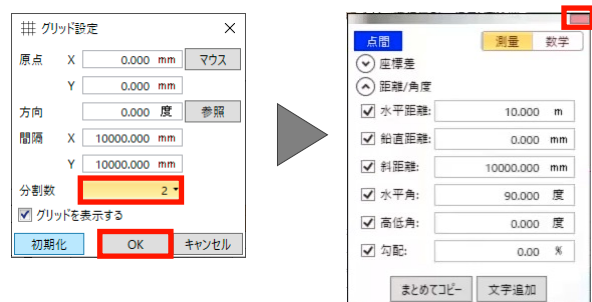 グリッド設定
原点 X 0.000 mm マウス
Y 0.000 mm
方向 0.000 度 参照
間隔 X 10000.000 mm
Y 10000.000 mm
分割数 2
グリッドを表示する
初期化 OK キャンセル
点間 測量 数学
座標差
距離/角度
水平距離: 10.000 m
鉛直距離: 0.000 mm
斜距離: 10000.000 mm
水平角: 90.000 度
高低角: 0.000 度
勾配: 0.00 %
まとめてコピー 文字追加